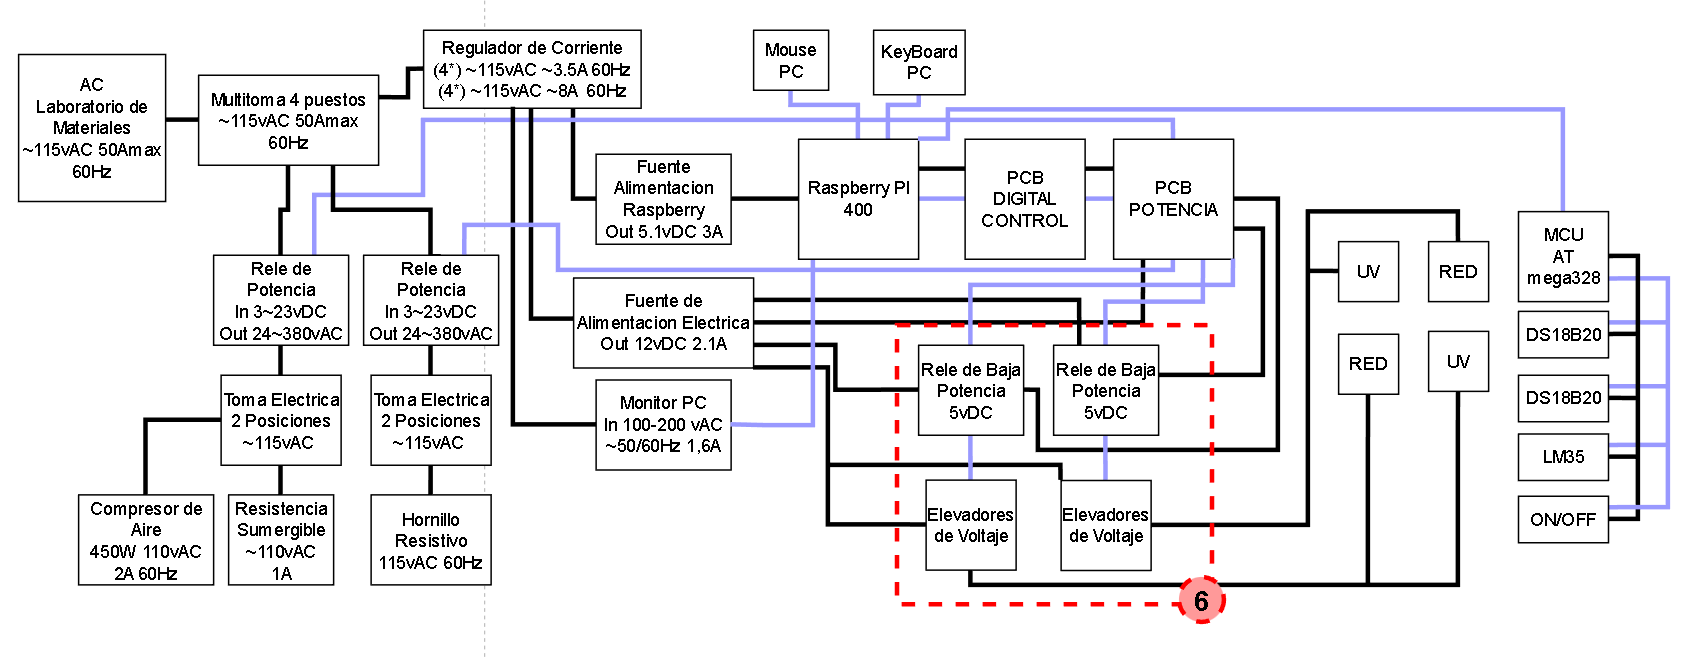 AC
Laboratorio de
Materiales
~115vAC 50Amax
60Hz
Multitoma 4 puestos
~115vAC 50Amax
60Hz
Regulador de Corriente
(4*) ~115vAC ~3.5A 60Hz
(4*) ~115vAC ~8A 60Hz
Mouse
PC
KeyBoard
PC
Fuente
Alimentacion
Raspberry
Out 5.1vDC 3A
Raspberry PI
400
PCB
DIGITAL
CONTROL
PCB
POTENCIA
MCU
AT
mega328
UV
RED
Rele de
Potencia
In 3~23vDC
Out 24~380vAC
Rele de
Potencia
In 3~23vDC
Out 24~380vAC
Fuente de
Alimentacion Electrica
Out 12vDC 2.1A
Rele de Baja
Potencia
5vDC
Rele de Baja
Potencia
5vDC
RED
UV
DS18B20
DS18B20
LM35
ON/OFF
Toma Electrica
2 Posiciones
~115vAC
Toma Electrica
2 Posiciones
~115vAC
Monitor PC
In 100-200 vAC
~50/60Hz 1,6A
Compresor de
Aire
450W 110vAC
2A 60Hz
Resistencia
Sumergible
~110vAC
1A
Hornillo
Resistivo
115vAC 60Hz
Elevadores
de Voltaje
Elevadores
de Voltaje
6